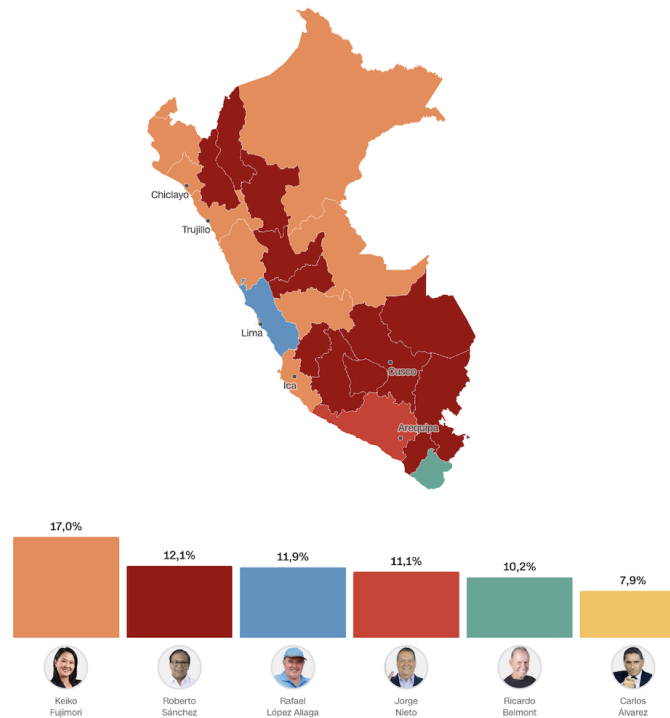 Chiclayo
Trujillo
Lima
Cusco
Ica
Arequipa
17,0%
12,1%
11,9%
11,1%
10,2%
7,9%
Keiko
Fujimori
Roberto
Sánchez
Rafael
López Aliaga
Jorge
Nieto
Ricardo
Belmont
Carlos
Álvarez